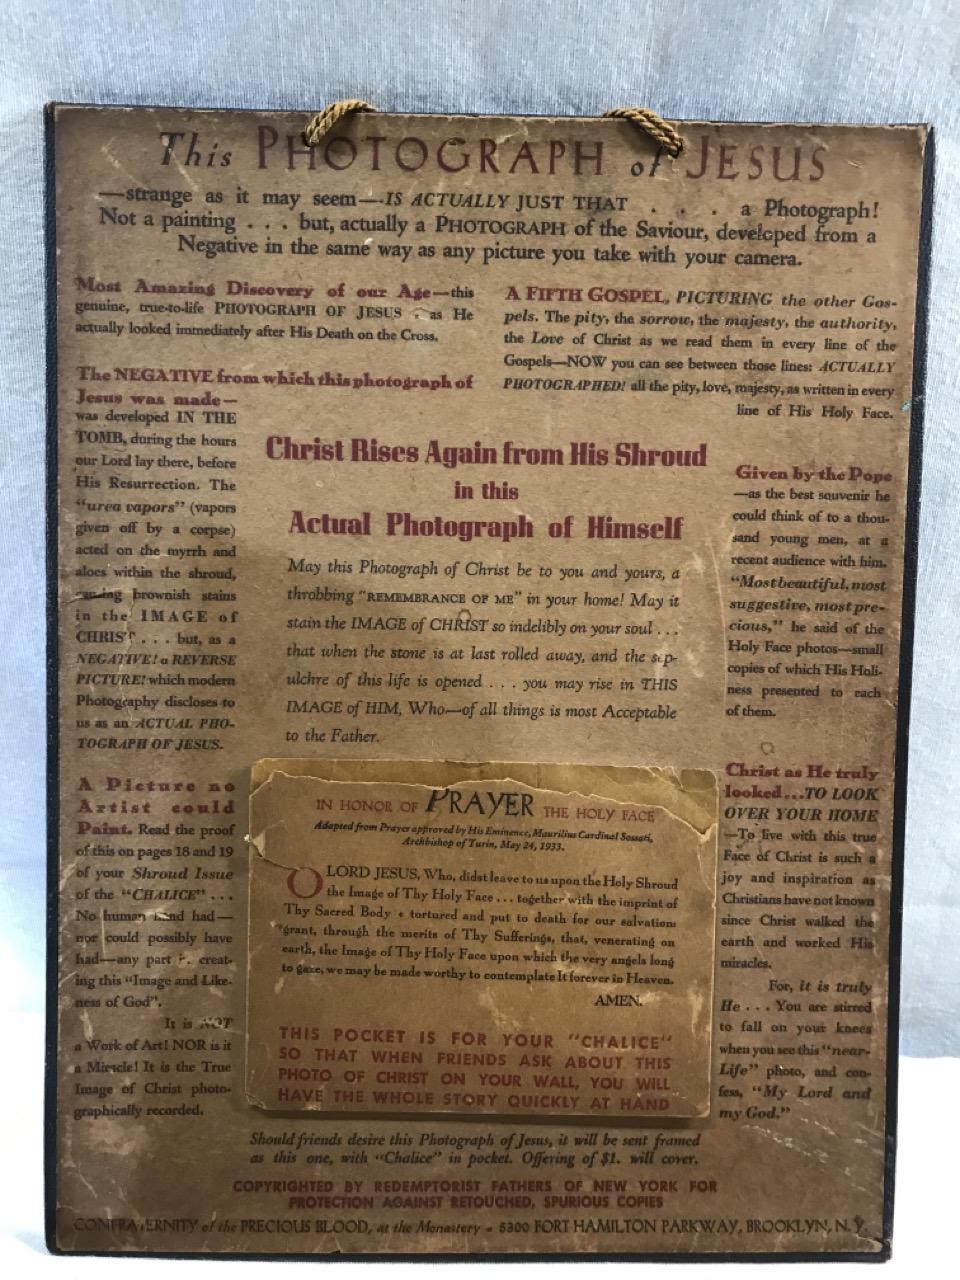 This PHOTOGRAPH of JESUS
—strange as it may seem—IS ACTUALLY JUST THAT . . . a Photograph!
Not a painting . . . but, actually a PHOTOGRAPH of the Saviour, developed from a
Negative in the same way as any picture you take with your camera.
Most Amazing Discovery of our Age—this
genuine, true-to-life PHOTOGRAPH OF JESUS . as He
actually looked immediately after His Death on the Cross.
The NEGATIVE from which this photograph of
Jesus was made—
was developed IN THE
TOMB, during the hours
our Lord lay there, before
His Resurrection. The
"urea vapors" (vapors
given off by a corpse)
acted on the myrrh and
aloes within the shroud,
causing brownish stains
in the IMAGE of
CHRIST . . . but, as a
NEGATIVE! a REVERSE
PICTURE! which modern
Photography discloses to
us as an ACTUAL PHO-
TOGRAPH OF JESUS.
A Picture no
Artist could
Paint. Read the proof
of this on pages 18 and 19
of your Shroud Issue
of the "CHALICE" . . .
No human hand had—
nor could possibly have
had—any part in creat-
ing this "Image and Like-
ness of God".
It is NOT
a Work of Art! NOR is it
a Miracle! It is the True
Image of Christ photo-
graphically recorded.
A FIFTH GOSPEL, PICTURING the other Gos-
pels. The pity, the sorrow, the majesty, the authority,
the Love of Christ as we read them in every line of the
Gospels—NOW you can see between those lines: ACTUALLY
PHOTOGRAPHED! all the pity, love, majesty, as written in every
line of His Holy Face.
Christ Rises Again from His Shroud
in this
Actual Photograph of Himself
May this Photograph of Christ be to you and yours, a
throbbing "REMEMBRANCE OF ME" in your home! May it
stain the IMAGE of CHRIST so indelibly on your soul . . .
that when the stone is at last rolled away, and the sep-
ulchre of this life is opened . . . you may rise in THIS
IMAGE of HIM, Who—of all things is most Acceptable
to the Father.
Given by the Pope
—as the best souvenir he
could think of to a thou-
sand young men, at a
recent audience with him.
"Most beautiful, most
suggestive, most pre-
cious," he said of the
Holy Face photos—small
copies of which His Holi-
ness presented to each
of them.
Christ as He truly
looked...TO LOOK
OVER YOUR HOME
—To live with this true
Face of Christ is such a
joy and inspiration as
Christians have not known
since Christ walked the
earth and worked His
miracles.
For, it is truly
He . . . You are stirred
to fall on your knees
when you see this "near-
Life" photo, and con-
fess, "My Lord and
my God."
IN HONOR OF PRAYER THE HOLY FACE
Adapted from Prayer approved by His Eminence, Maurilius Cardinal Sossati,
Archbishop of Turin, May 24, 1933.
O LORD JESUS, Who, didst leave to us upon the Holy Shroud
the Image of Thy Holy Face . . . together with the imprint of
Thy Sacred Body tortured and put to death for our salvation
grant, through the merits of Thy Sufferings, that, venerating on
earth, the Image of Thy Holy Face upon which the very angels long
to gaze, we may be made worthy to contemplate It forever in Heaven.
AMEN.
THIS POCKET IS FOR YOUR "CHALICE"
SO THAT WHEN FRIENDS ASK ABOUT THIS
PHOTO OF CHRIST ON YOUR WALL, YOU WILL
HAVE THE WHOLE STORY QUICKLY AT HAND
Should friends desire this Photograph of Jesus, it will be sent framed
as this one, with "Chalice" in pocket. Offering of $1. will cover.
COPYRIGHTED BY REDEMPTORIST FATHERS OF NEW YORK FOR
PROTECTION AGAINST RETOUCHED, SPURIOUS COPIES
CONFRATERNITY of the PRECIOUS BLOOD, at the Monastery - 5300 FORT HAMILTON PARKWAY, BROOKLYN, N. Y.